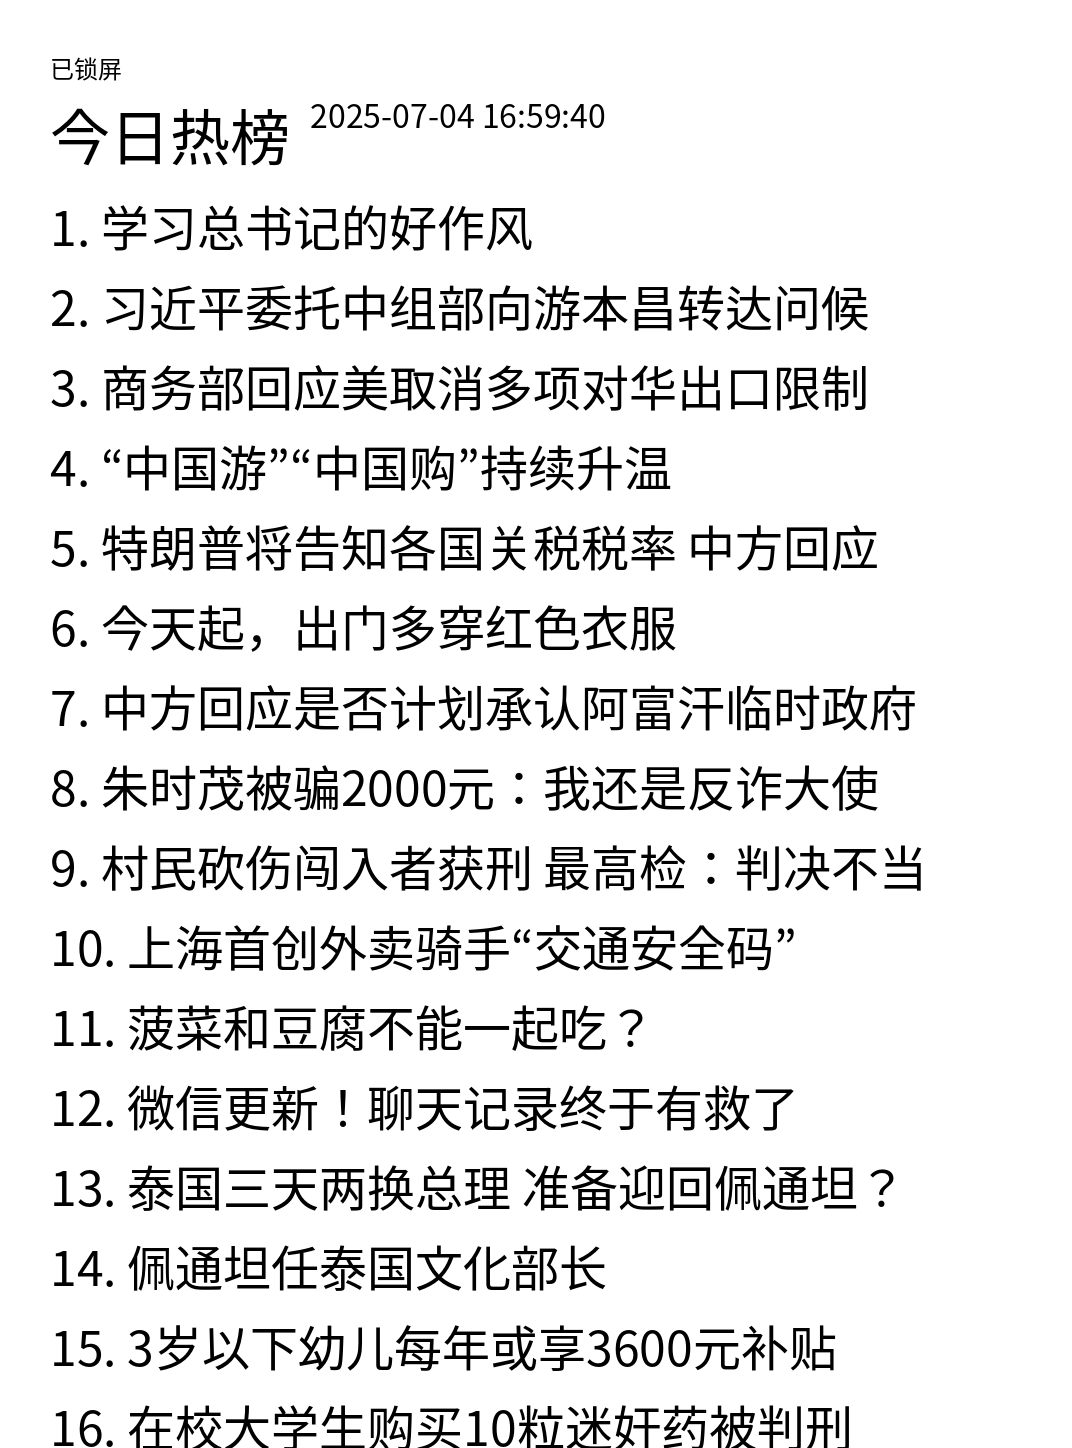 已锁屏
今日热榜 2025-07-04 16:59:40
1. 学习总书记的好作风
2. 习近平委托中组部向游本昌转达问候
3. 商务部回应美取消多项对华出口限制
4. “中国游”“中国购”持续升温
5. 特朗普将告知各国关税税率 中方回应
6. 今天起，出门多穿红色衣服
7. 中方回应是否计划承认阿富汗临时政府
8. 朱时茂被骗2000元：我还是反诈大使
9. 村民砍伤闯入者获刑 最高检：判决不当
10. 上海首创外卖骑手“交通安全码”
11. 菠菜和豆腐不能一起吃？
12. 微信更新！聊天记录终于有救了
13. 泰国三天两换总理 准备迎回佩通坦？
14. 佩通坦任泰国文化部长
15. 3岁以下幼儿每年或享3600元补贴
16. 在校大学生购买10粒迷奸药被判刑